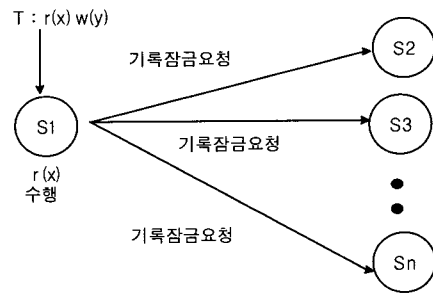 T : r(x) w(y)
기록잠금요청
S2
S1
기록잠금요청
S3
r(x)
수행
기록잠금요청
Sn